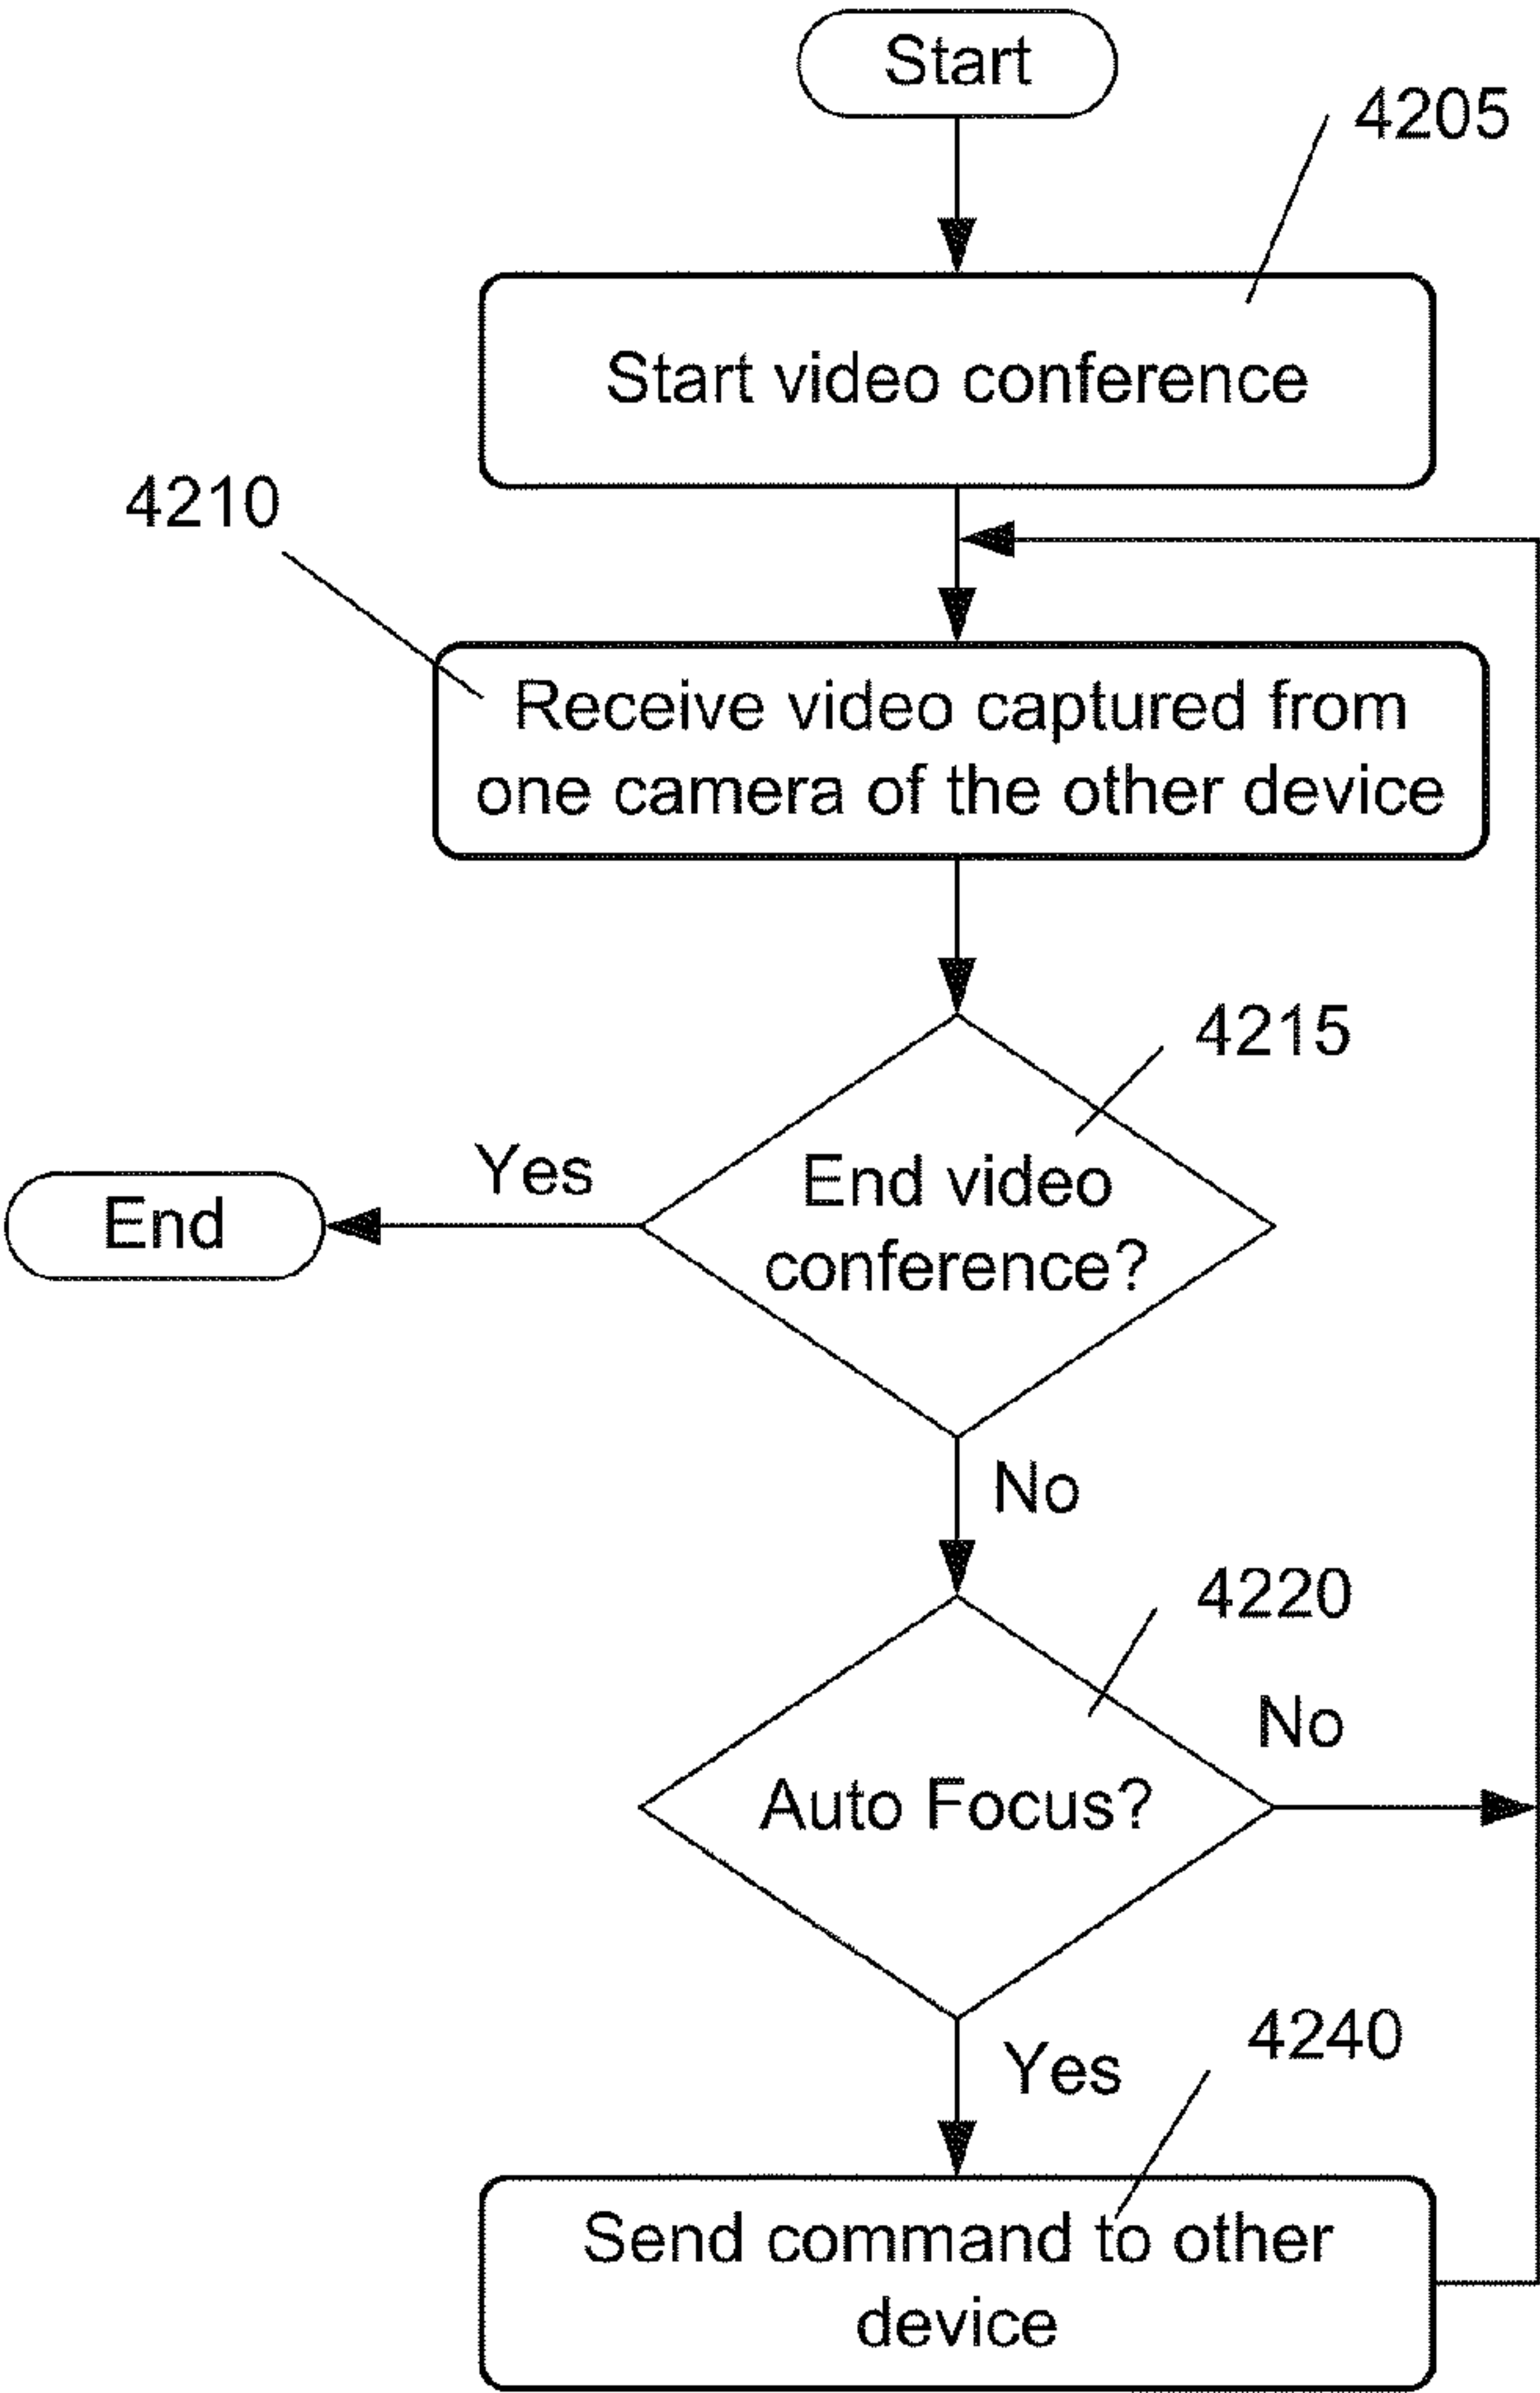 Start
4205
Start video conference
4210
Receive video captured from
one camera of the other device
4215
End video
conference?
Yes
End
No
4220
Auto Focus?
No
Yes
4240
Send command to other
device